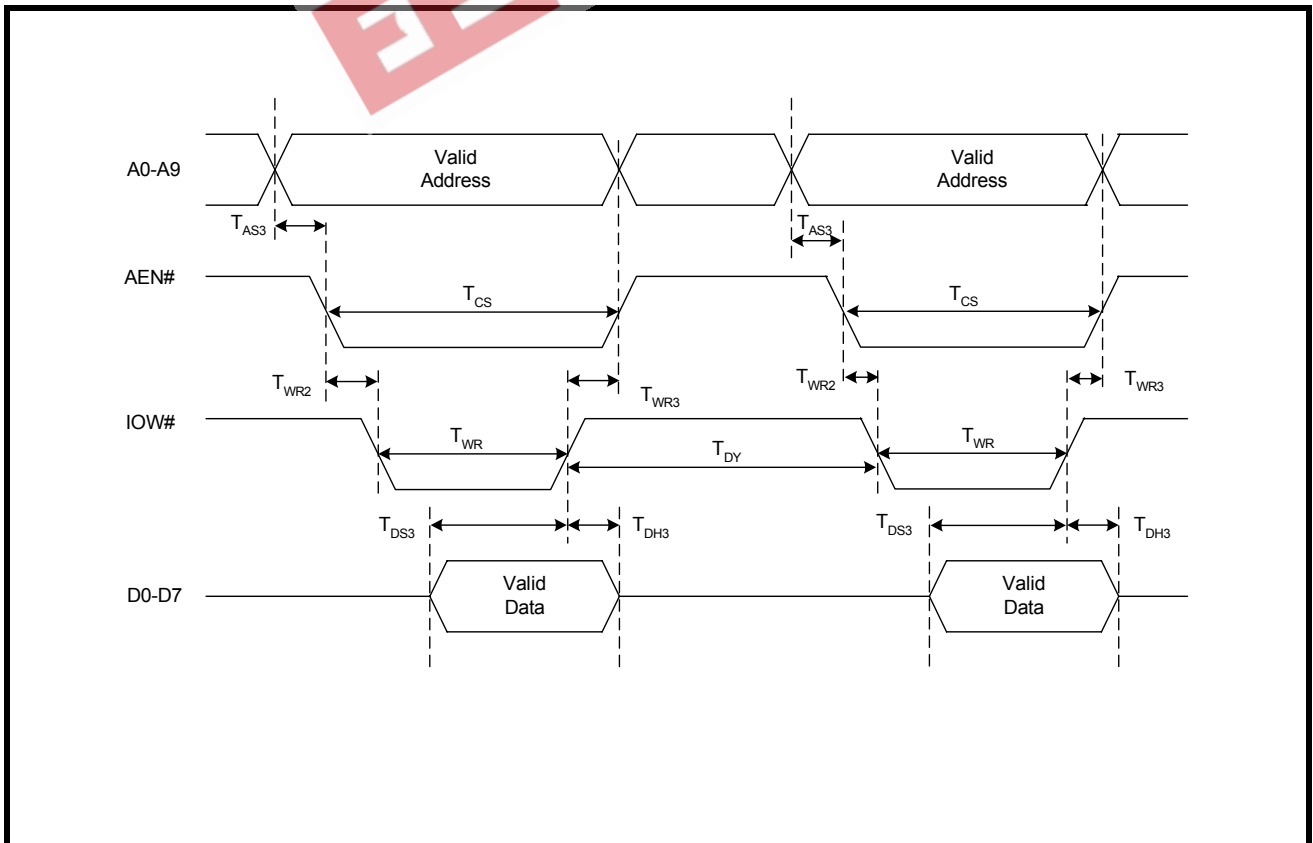 A0-A9
Valid
Address
Valid
Address
TAS3
TAS3
AEN#
TCS
TCS
TWR2
TWR3
TWR2
TWR3
IOW#
TWR
TDY
TWR
TDS3
TDH3
TDS3
TDH3
D0-D7
Valid
Data
Valid
Data